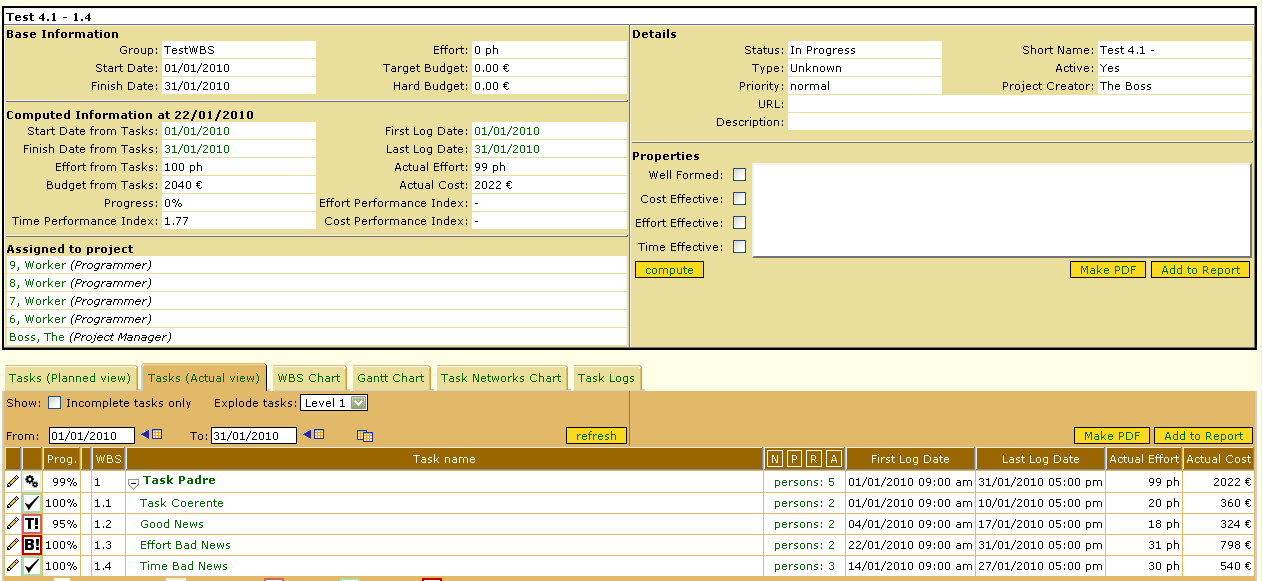 Test 4.1 - 1.4
Base Information
Group: TestWBS Effort: 0 ph
Start Date: 01/01/2010 Target Budget: 0.00 €
Finish Date: 31/01/2010 Hard Budget: 0.00 €
Computed Information at 22/01/2010
Start Date from Tasks: 01/01/2010 First Log Date: 01/01/2010
Finish Date from Tasks: 31/01/2010 Last Log Date: 31/01/2010
Effort from Tasks: 100 ph Actual Effort: 99 ph
Budget from Tasks: 2040 € Actual Cost: 2022 €
Progress: 0% Effort Performance Index: -
Time Performance Index: 1.77 Cost Performance Index: -
Assigned to project
9, Worker (Programmer)
8, Worker (Programmer)
7, Worker (Programmer)
6, Worker (Programmer)
Boss, The (Project Manager)
Details
Status: In Progress Short Name: Test 4.1 -
Type: Unknown Active: Yes
Priority: normal Project Creator: The Boss
URL:
Description:
Properties
Well Formed:
Cost Effective:
Effort Effective:
Time Effective:
compute Make PDF Add to Report
Tasks (Planned view) Tasks (Actual view) WBS Chart Gantt Chart Task Networks Chart Task Logs
Show: Incomplete tasks only Explode tasks: Level 1
From: 01/01/2010 To: 31/01/2010 refresh Make PDF Add to Report
Prog. WBS Task name N P R A First Log Date Last Log Date Actual Effort Actual Cost
99% 1 Task Padre persons: 5 01/01/2010 09:00 am 31/01/2010 05:00 pm 99 ph 2022 €
100% 1.1 Task Coerente persons: 2 01/01/2010 09:00 am 10/01/2010 05:00 pm 20 ph 360 €
T! 95% 1.2 Good News persons: 2 04/01/2010 09:00 am 17/01/2010 05:00 pm 18 ph 324 €
B! 100% 1.3 Effort Bad News persons: 2 22/01/2010 09:00 am 31/01/2010 05:00 pm 31 ph 798 €
100% 1.4 Time Bad News persons: 3 14/01/2010 09:00 am 27/01/2010 05:00 pm 30 ph 540 €